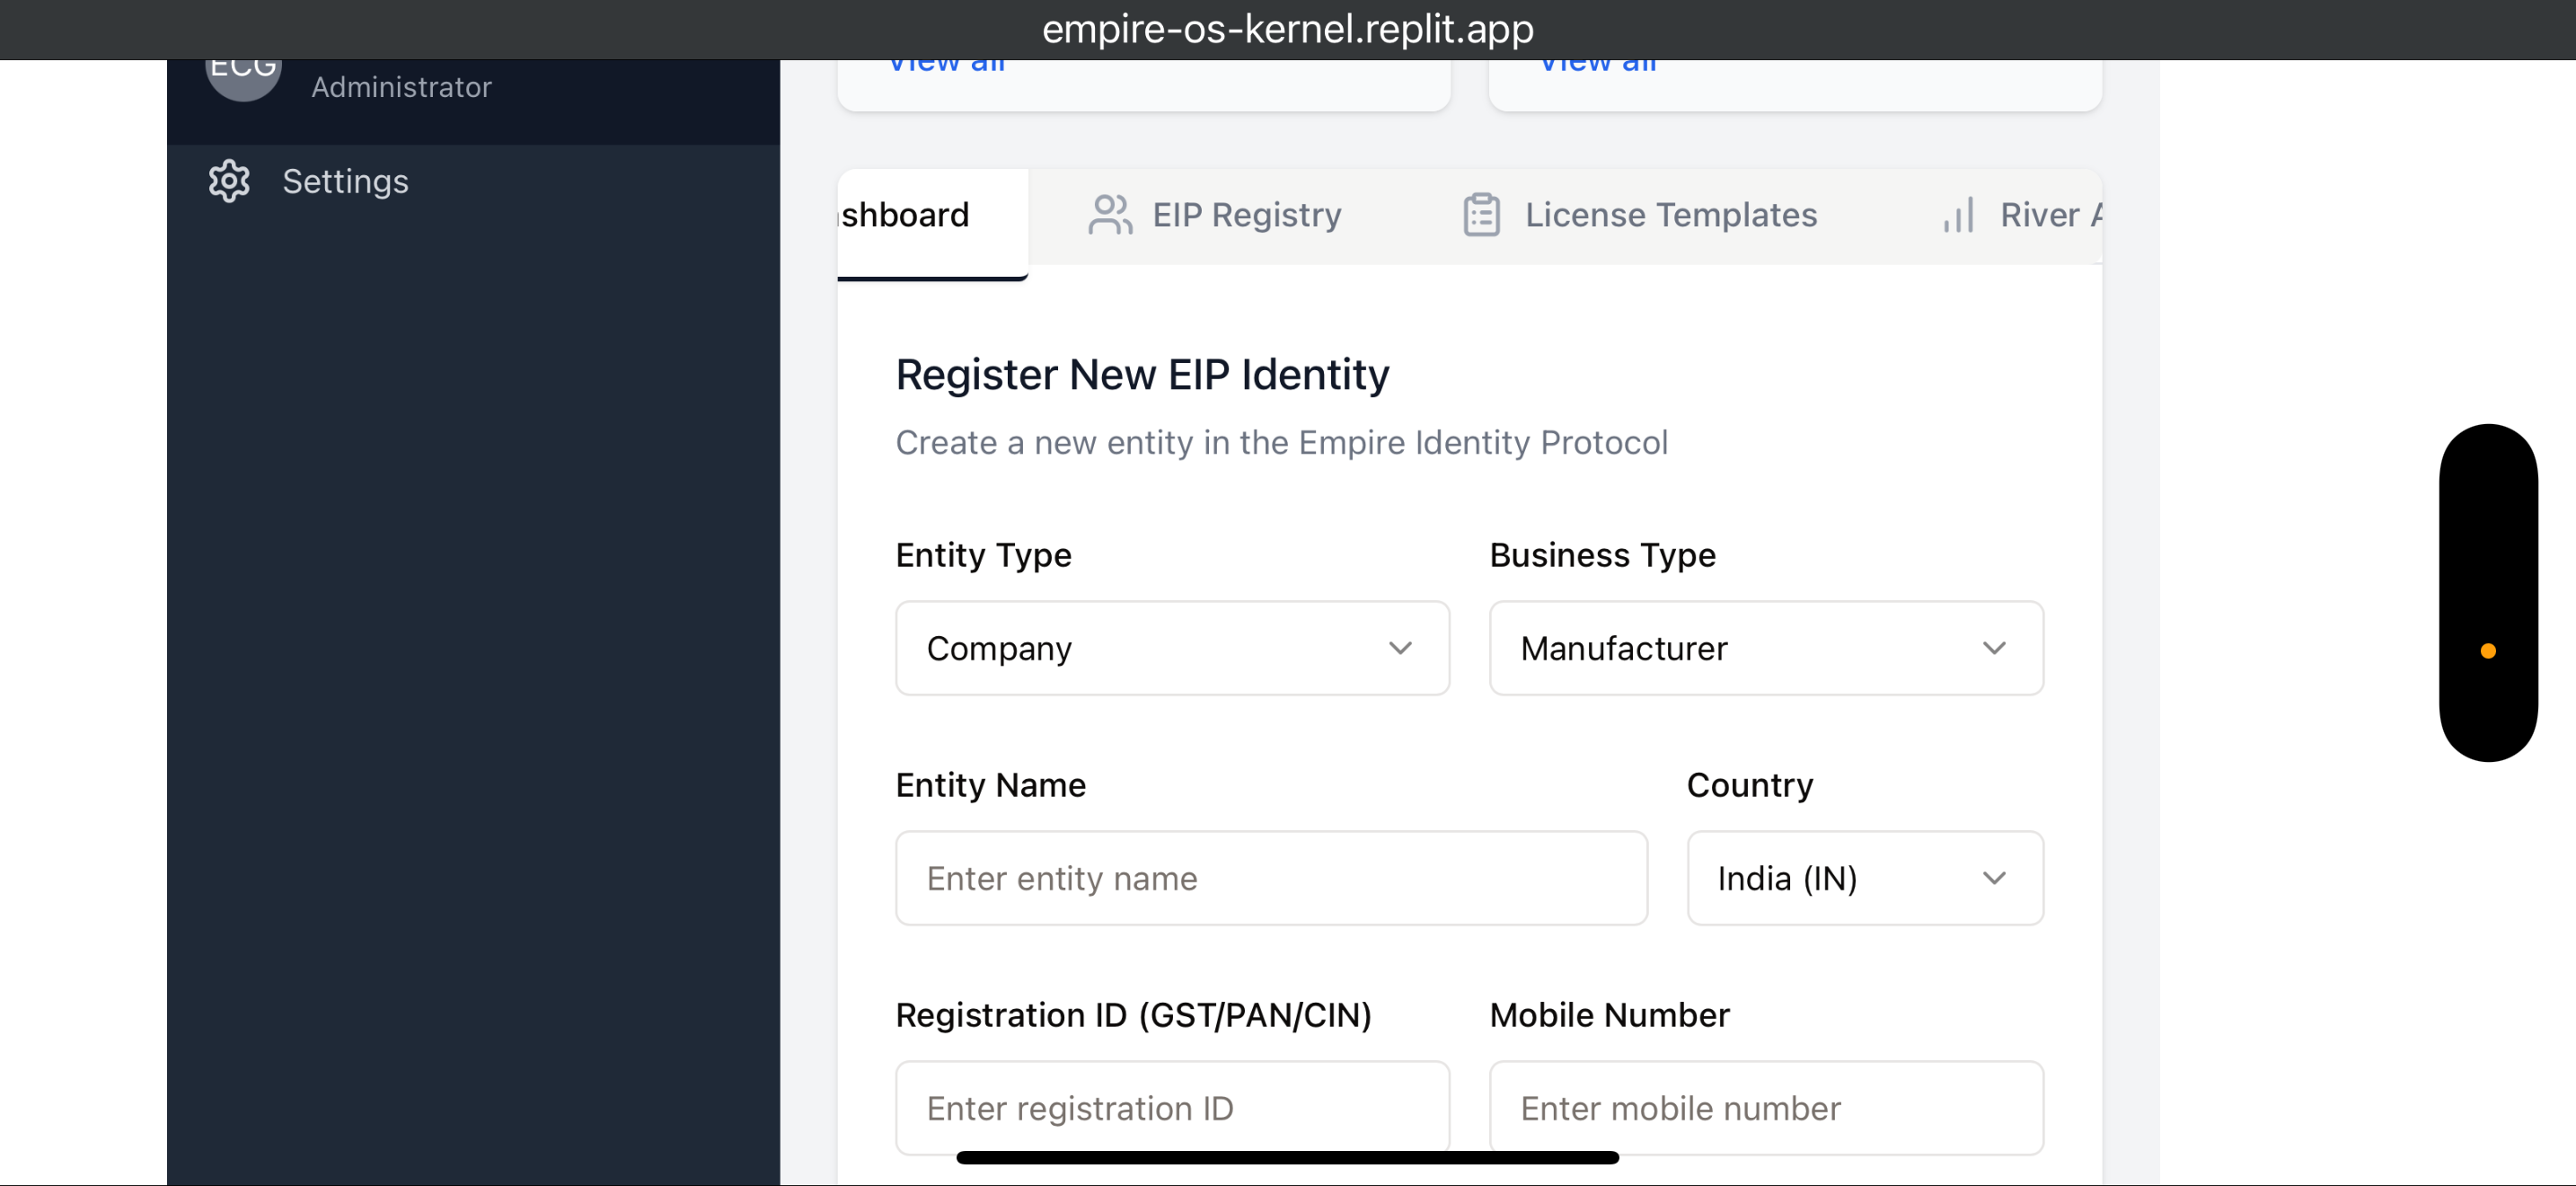 empire-os-kernel.replit.app
ECG
Administrator
Settings
View all
View all
shboard
EIP Registry
License Templates
River A
Register New EIP Identity
Create a new entity in the Empire Identity Protocol
Entity Type
Business Type
Company
Manufacturer
Entity Name
Country
Enter entity name
India (IN)
Registration ID (GST/PAN/CIN)
Mobile Number
Enter registration ID
Enter mobile number